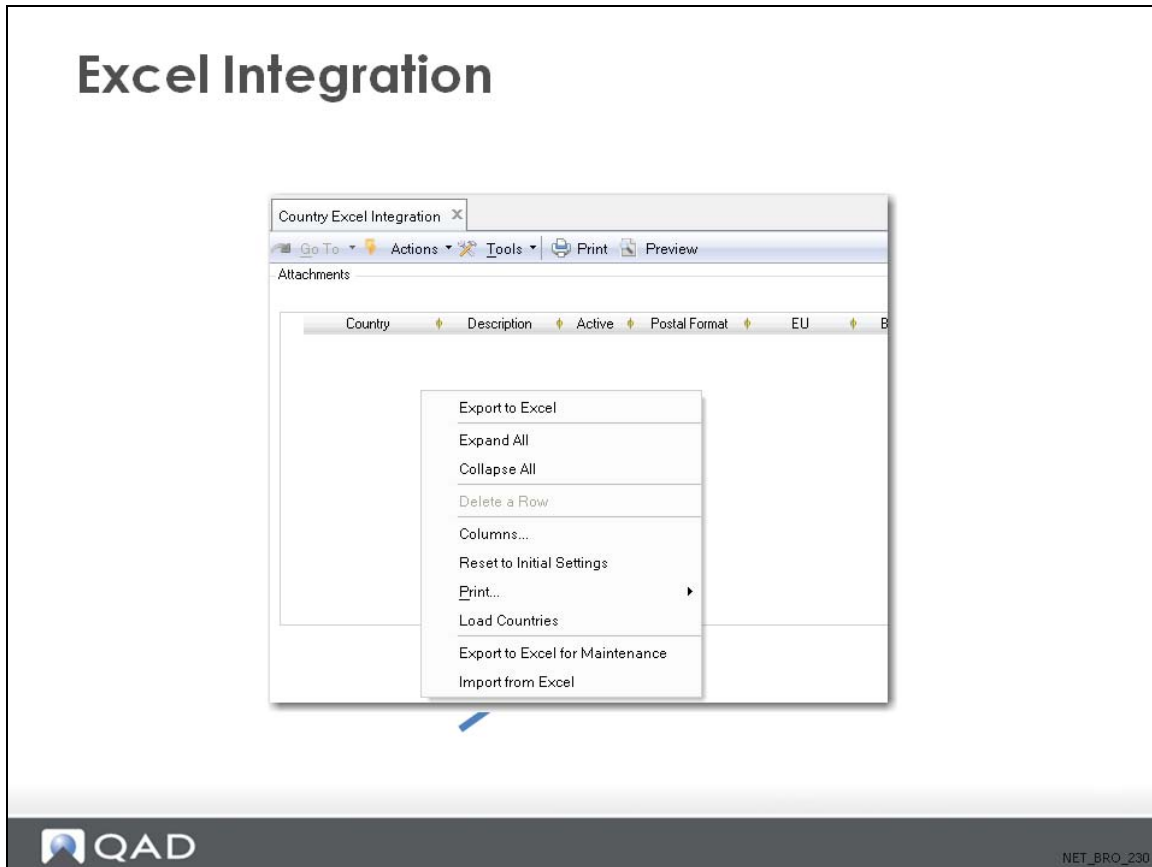 Excel Integration
Country Excel Integration
Go To Actions Tools Print Preview
Attachments
Country Description Active Postal Format EU B
Export to Excel
Expand All
Collapse All
Delete a Row
Columns...
Reset to Initial Settings
Print...
Load Countries
Export to Excel for Maintenance
Import from Excel
QAD
NET_BRO_230